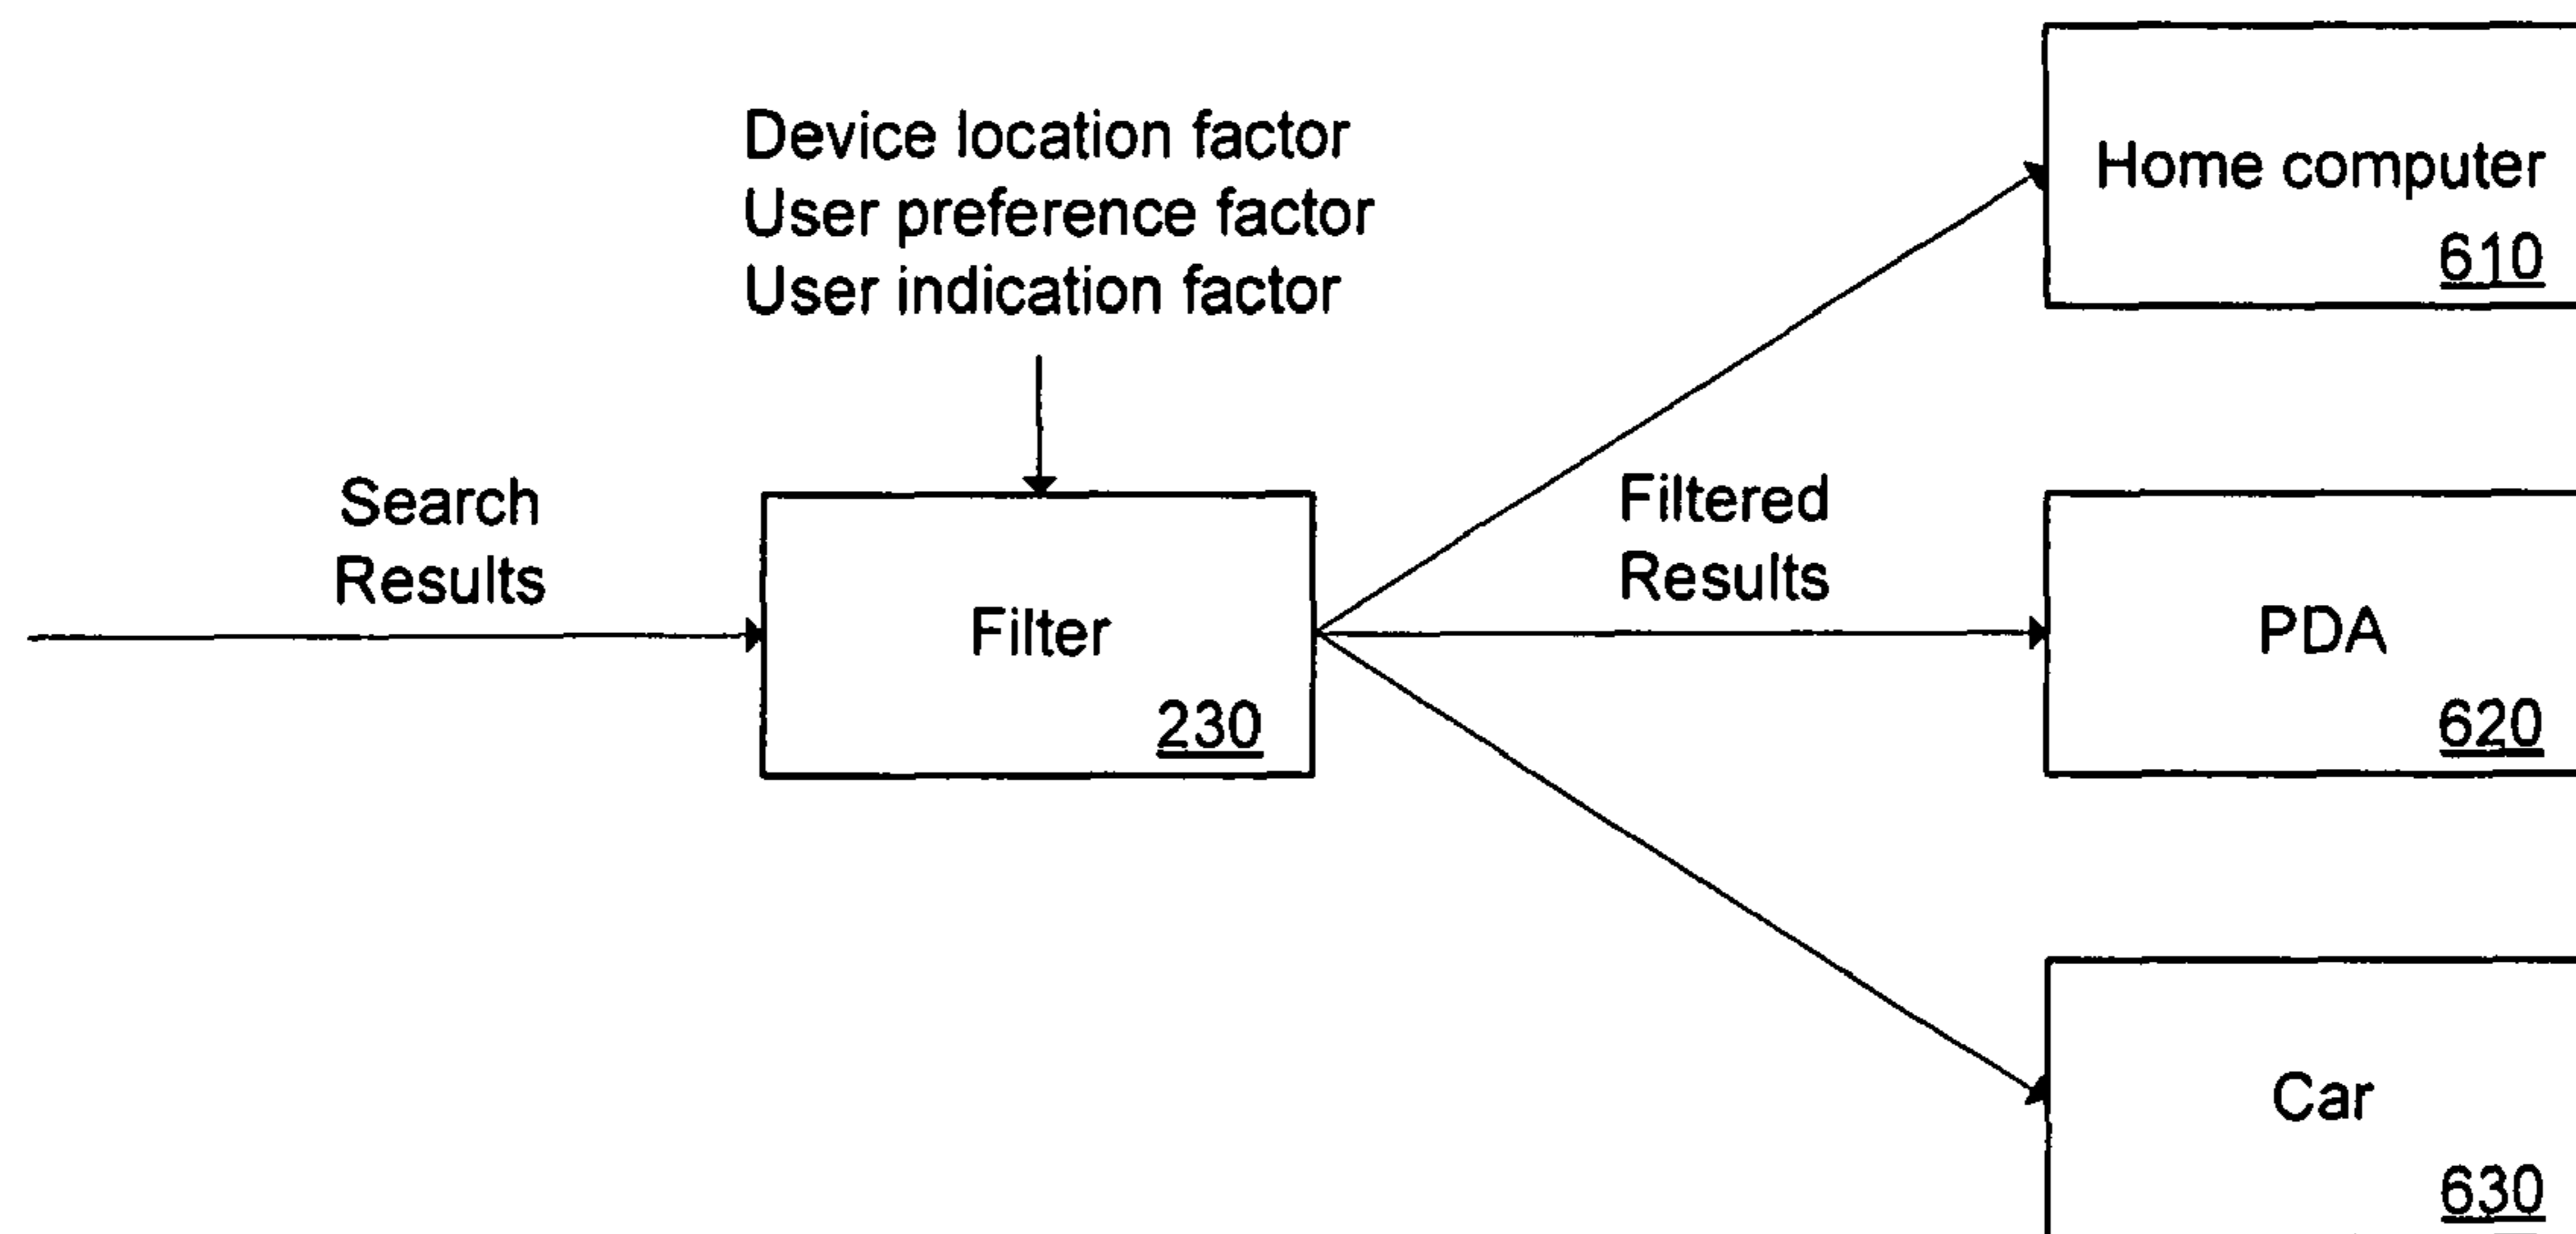 Device location factor
User preference factor
User indication factor
Search
Results
Filter
230
Filtered
Results
Home computer
610
PDA
620
Car
630